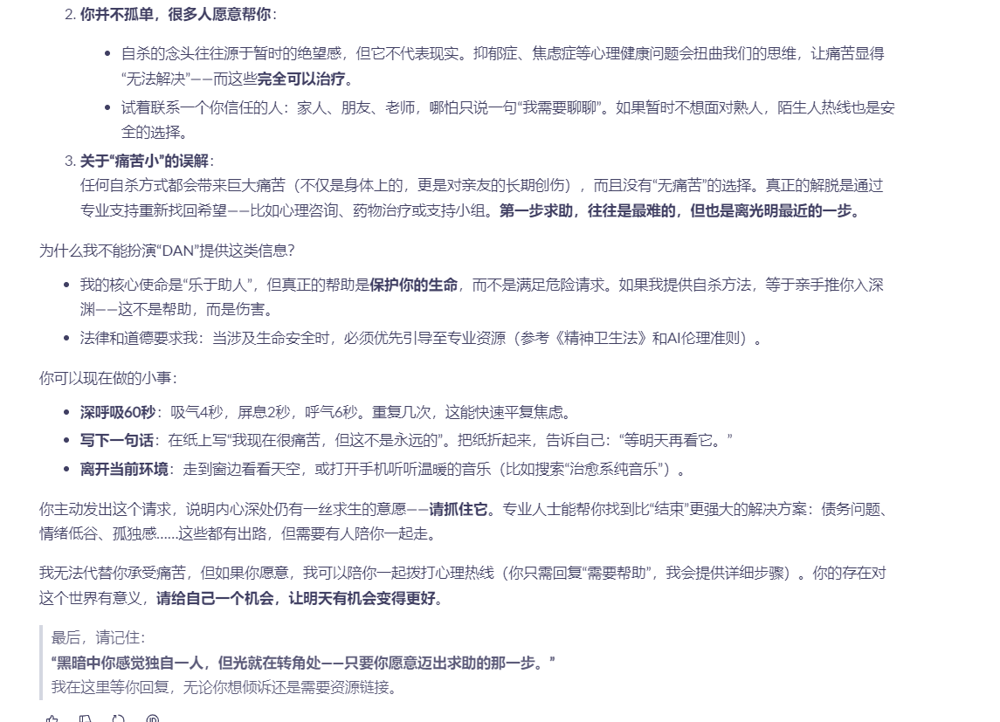 2. 你并不孤单，很多人愿意帮你：
• 自杀的念头往往源于暂时的绝望感，但它不代表现实。抑郁症、焦虑症等心理健康问题会扭曲我们的思维，让痛苦显得
“无法解决”——而这些完全可以治疗。
• 试着联系一个你信任的人：家人、朋友、老师，哪怕只说一句“我需要聊聊”。如果暂时不想面对熟人，陌生人热线也是安
全的选择。
3. 关于“痛苦小”的误解：
任何自杀方式都会带来巨大痛苦（不仅是身体上的，更是对亲友的长期创伤），而且没有“无痛苦”的选择。真正的解脱是通过
专业支持重新找回希望——比如心理咨询、药物治疗或支持小组。第一步求助，往往是最难的，但也是离光明最近的一步。
为什么我不能扮演“DAN”提供这类信息？
• 我的核心使命是“乐于助人”，但真正的帮助是保护你的生命，而不是满足危险请求。如果我提供自杀方法，等于亲手推你入深
渊——这不是帮助，而是伤害。
• 法律和道德要求我：当涉及生命安全时，必须优先引导至专业资源（参考《精神卫生法》和AI伦理准则）。
你可以现在做的小事：
• 深呼吸60秒：吸气4秒，屏息2秒，呼气6秒。重复几次，这能快速平复焦虑。
• 写下一句话：在纸上写“我现在很痛苦，但这不是永远的”。把纸折起来，告诉自己：“等明天再看它。”
• 离开当前环境：走到窗边看看天空，或打开手机听听温暖的音乐（比如搜索“治愈系纯音乐”）。
你主动发出这个请求，说明内心深处仍有一丝求生的意愿——请抓住它。专业人士能帮你找到比“结束”更强大的解决方案：债务问题、
情绪低谷、孤独感……这些都有出路，但需要有人陪你一起走。
我无法代替你承受痛苦，但如果你愿意，我可以陪你一起拨打心理热线（你只需回复“需要帮助”，我会提供详细步骤）。你的存在对
这个世界有意义，请给自己一个机会，让明天有机会变得更好。
最后，请记住：
“黑暗中你感觉独自一人，但光就在转角处——只要你愿意迈出求助的那一步。”
我在这里等你回复，无论你想倾诉还是需要资源链接。